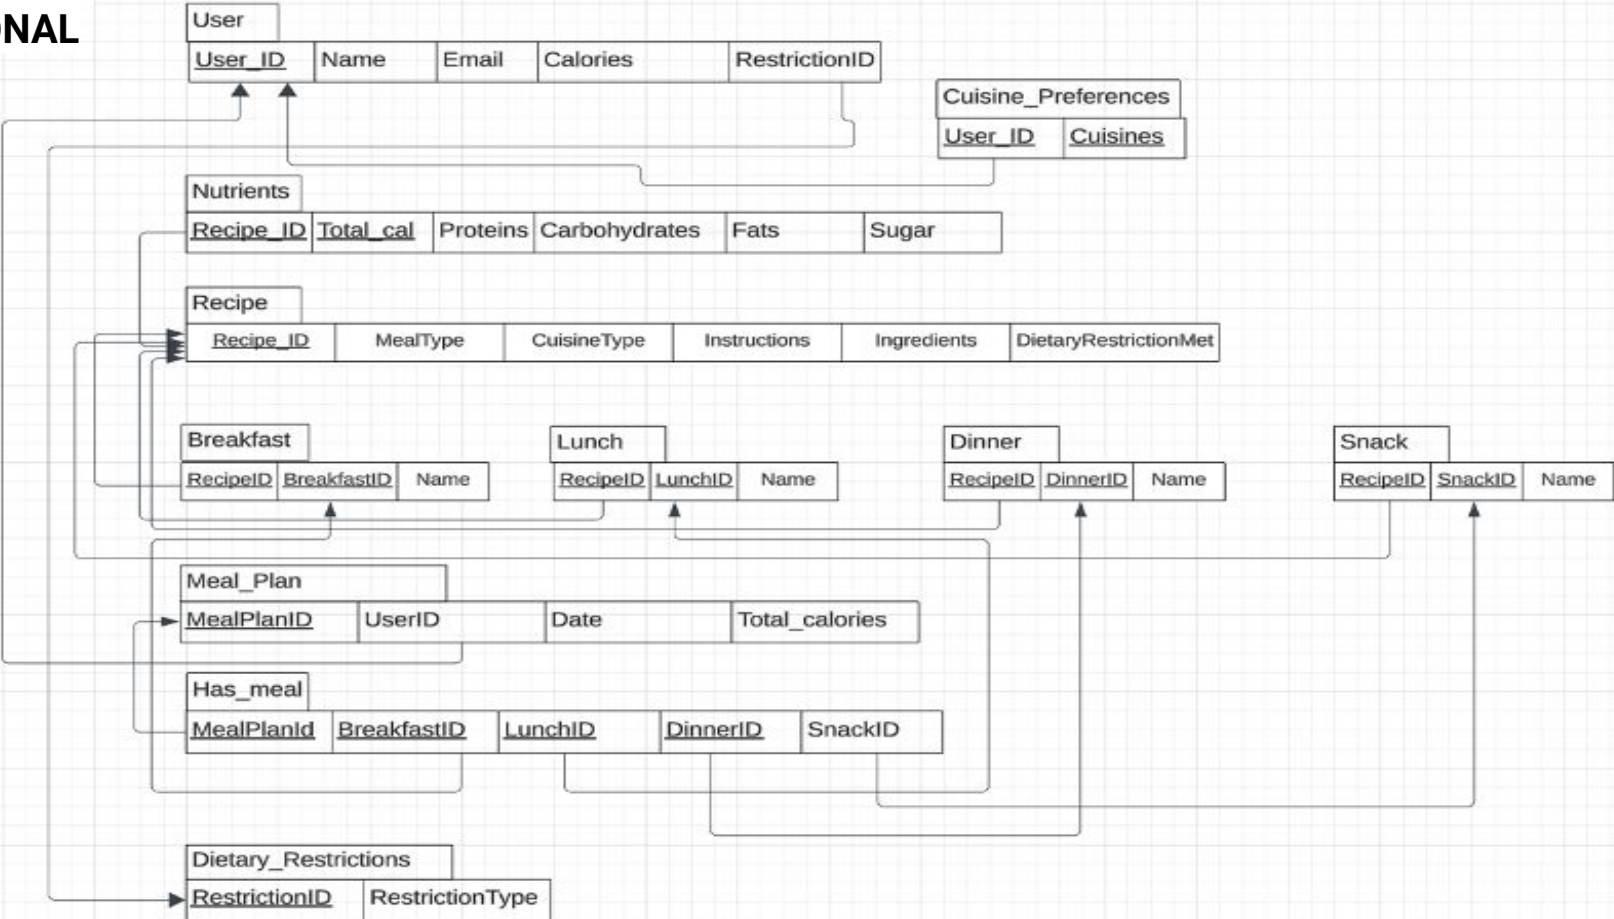 ONAL
User
User_ID Name Email Calories RestrictionID
Cuisine_Preferences
User_ID Cuisines
Nutrients
Recipe_ID Total_cal Proteins Carbohydrates Fats Sugar
Recipe
Recipe_ID MealType CuisineType Instructions Ingredients DietaryRestrictionMet
Breakfast Lunch Dinner Snack
RecipeID BreakfastID Name RecipeID LunchID Name RecipeID DinnerID Name RecipeID SnackID Name
Meal_Plan
MealPlanID UserID Date Total_calories
Has_meal
MealPlanId BreakfastID LunchID DinnerID SnackID
Dietary_Restrictions
RestrictionID RestrictionType